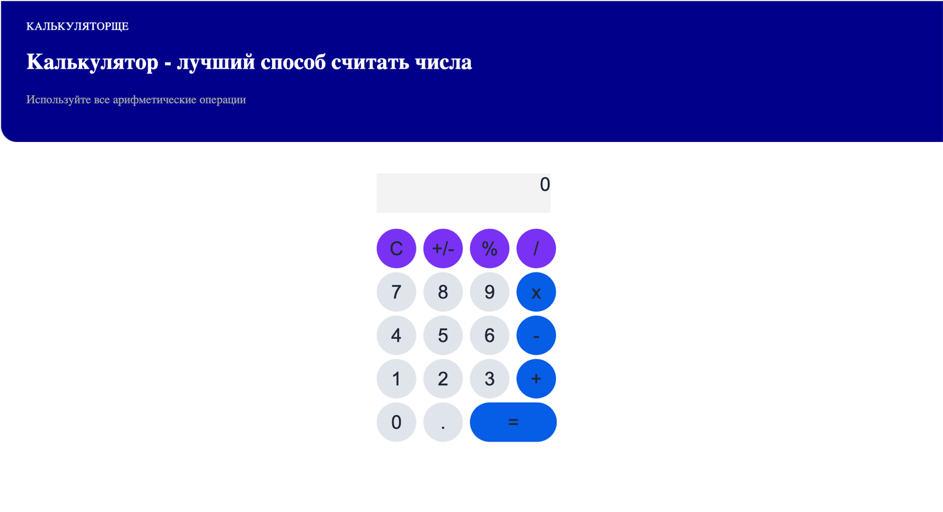 КАЛЬКУЛЯТОРЩЕ
Калькулятор - лучший способ считать числа
Используйте все арифметические операции
0
C +/- % /
7 8 9 x
4 5 6 -
1 2 3 +
0 . =